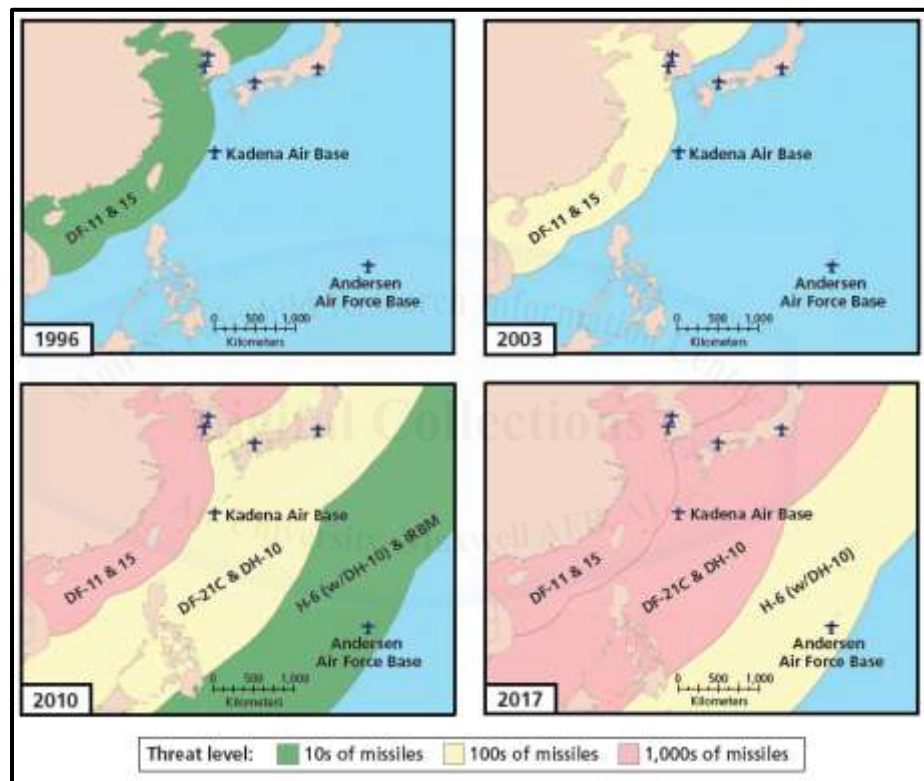 DF-11 & 15
Kadena Air Base
Andersen
Air Force Base
0 500 1,000
Kilometers
1996
DF-11 & 15
Kadena Air Base
Andersen
Air Force Base
0 500 1,000
Kilometers
2003
DF-11 & 15
Kadena Air Base
DF-21C & DH-10
H-6 (w/DH-10) & IRBM
Andersen
Air Force Base
0 500 1,000
Kilometers
2010
DF-11 & 15
Kadena Air Base
DF-21C & DH-10
H-6 (w/DH-10)
Andersen
Air Force Base
0 500 1,000
Kilometers
2017
Digital Collections
Threat level: 10s of missiles 100s of missiles 1,000s of missiles